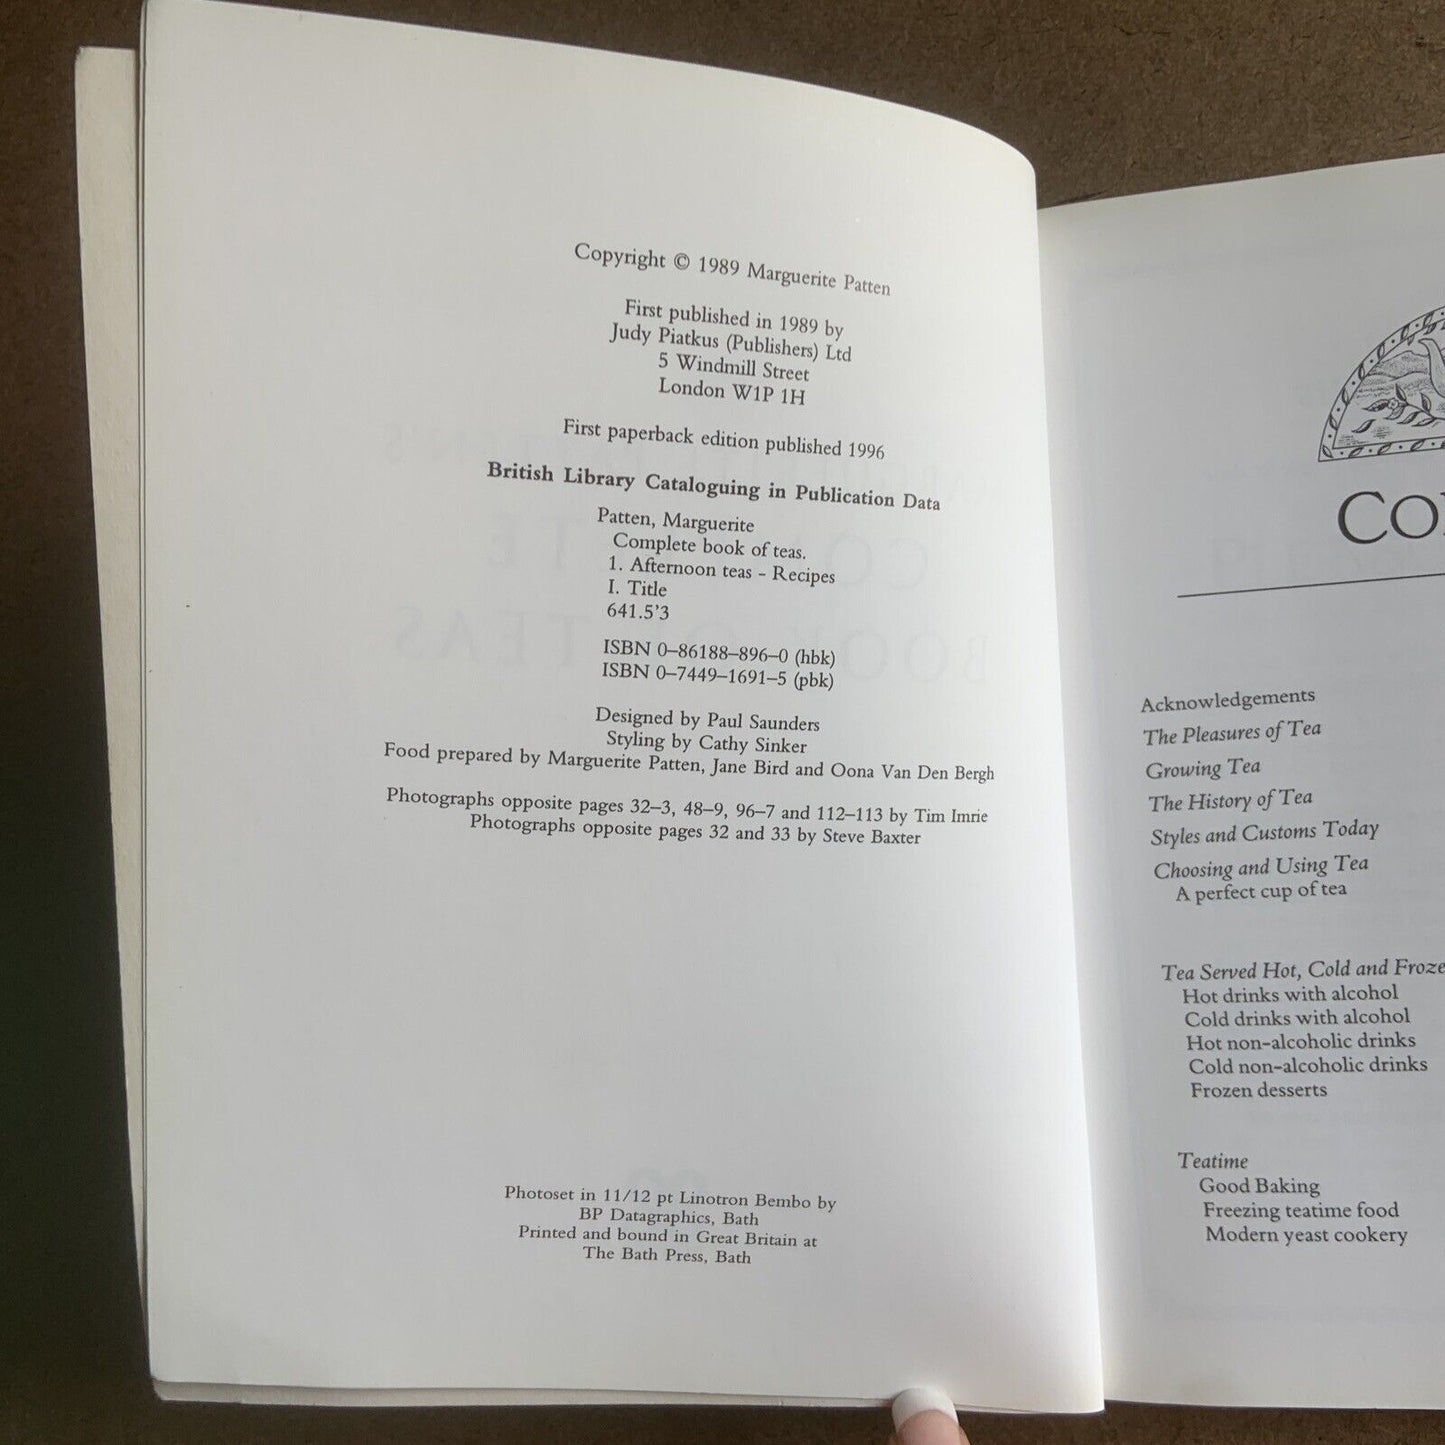 Copyright © 1989 Marguerite Patten
First published in 1989 by
Judy Piatkus (Publishers) Ltd
5 Windmill Street
London W1P 1H
First paperback edition published 1996
British Library Cataloguing in Publication Data
Patten, Marguerite
Complete book of teas.
1. Afternoon teas - Recipes
I. Title
641.5'3
ISBN 0–86188–896–0 (hbk)
ISBN 0–7449–1691–5 (pbk)
Designed by Paul Saunders
Styling by Cathy Sinker
Food prepared by Marguerite Patten, Jane Bird and Oona Van Den Bergh
Photographs opposite pages 32–3, 48–9, 96–7 and 112–113 by Tim Imrie
Photographs opposite pages 32 and 33 by Steve Baxter
Photoset in 11/12 pt Linotron Bembo by
BP Datagraphics, Bath
Printed and bound in Great Britain at
The Bath Press, Bath
Acknowledgements
The Pleasures of Tea
Growing Tea
The History of Tea
Styles and Customs Today
Choosing and Using Tea
A perfect cup of tea
Tea Served Hot, Cold and Froze
Hot drinks with alcohol
Cold drinks with alcohol
Hot non-alcoholic drinks
Cold non-alcoholic drinks
Frozen desserts
Teatime
Good Baking
Freezing teatime food
Modern yeast cookery